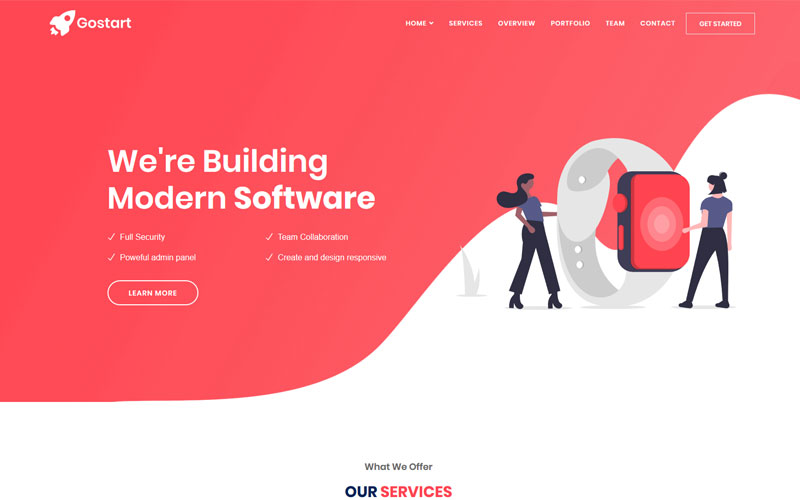 Gostart
HOME SERVICES OVERVIEW PORTFOLIO TEAM CONTACT GET STARTED
We're Building
Modern Software
Full Security
Team Collaboration
Poweful admin panel
Create and design responsive
LEARN MORE
What We Offer
OUR SERVICES